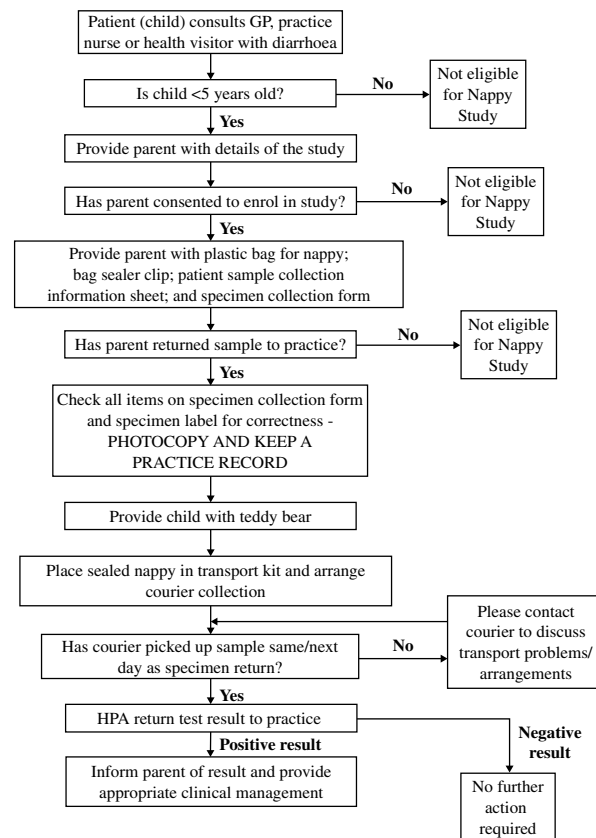 Patient (child) consults GP, practice
nurse or health visitor with diarrhoea
Is child <5 years old?
No
Not eligible
for Nappy
Study
Yes
Provide parent with details of the study
Has parent consented to enrol in study?
No
Not eligible
for Nappy
Study
Yes
Provide parent with plastic bag for nappy;
bag sealer clip; patient sample collection
information sheet; and specimen collection form
Has parent returned sample to practice?
No
Not eligible
for Nappy
Study
Yes
Check all items on specimen collection form
and specimen label for correctness -
PHOTOCOPY AND KEEP A
PRACTICE RECORD
Provide child with teddy bear
Place sealed nappy in transport kit and arrange
courier collection
Has courier picked up sample same/next
day as specimen return?
No
Please contact
courier to discuss
transport problems/
arrangements
Yes
HPA return test result to practice
Positive result
Negative
result
Inform parent of result and provide
appropriate clinical management
No further
action
required